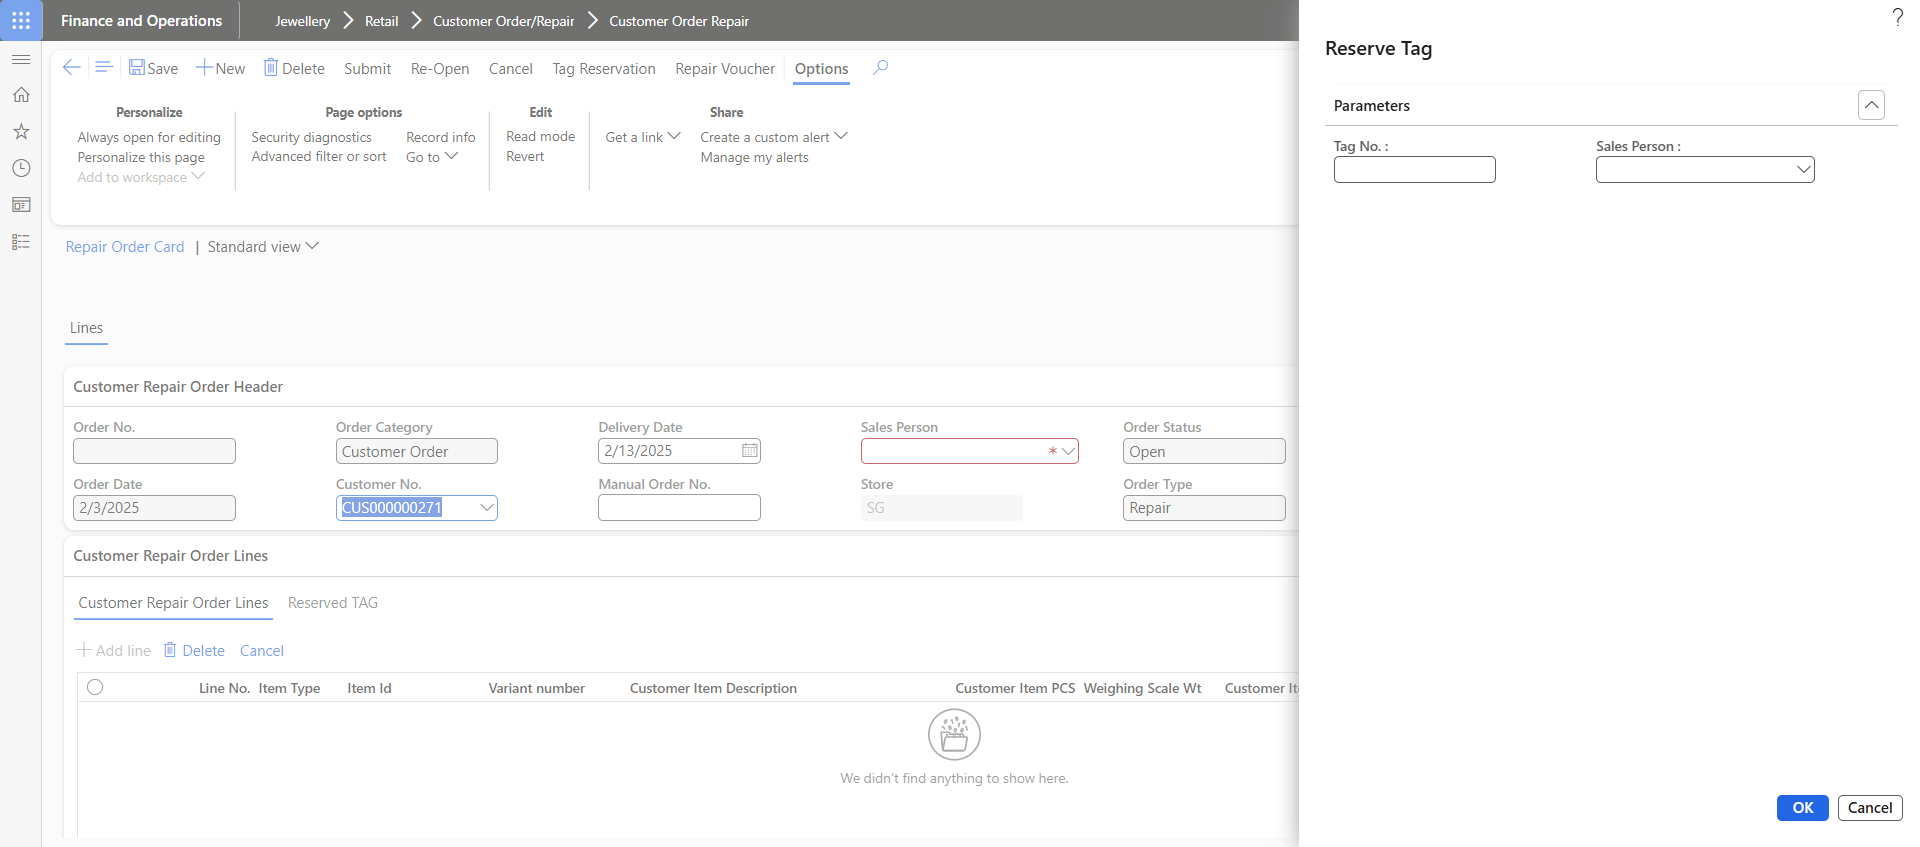 Finance and Operations
Jewellery > Retail > Customer Order/Repair > Customer Order Repair
?
Save New Delete Submit Re-Open Cancel Tag Reservation Repair Voucher Options
Personalize
Always open for editing
Personalize this page
Add to workspace
Page options
Security diagnostics
Advanced filter or sort
Record info
Go to
Edit
Read mode
Revert
Share
Get a link
Create a custom alert
Manage my alerts
Repair Order Card | Standard view
Lines
Customer Repair Order Header
Order No.
Order Category
Customer Order
Delivery Date
2/13/2025
Sales Person
*
Order Status
Open
Order Date
2/3/2025
Customer No.
CUS000000271
Manual Order No.
Store
SG
Order Type
Repair
Customer Repair Order Lines
Customer Repair Order Lines Reserved TAG
Add line Delete Cancel
Line No. Item Type Item Id Variant number Customer Item Description Customer Item PCS Weighing Scale Wt Customer Ite
We didn't find anything to show here.
Reserve Tag
Parameters
Tag No. :
Sales Person :
OK Cancel